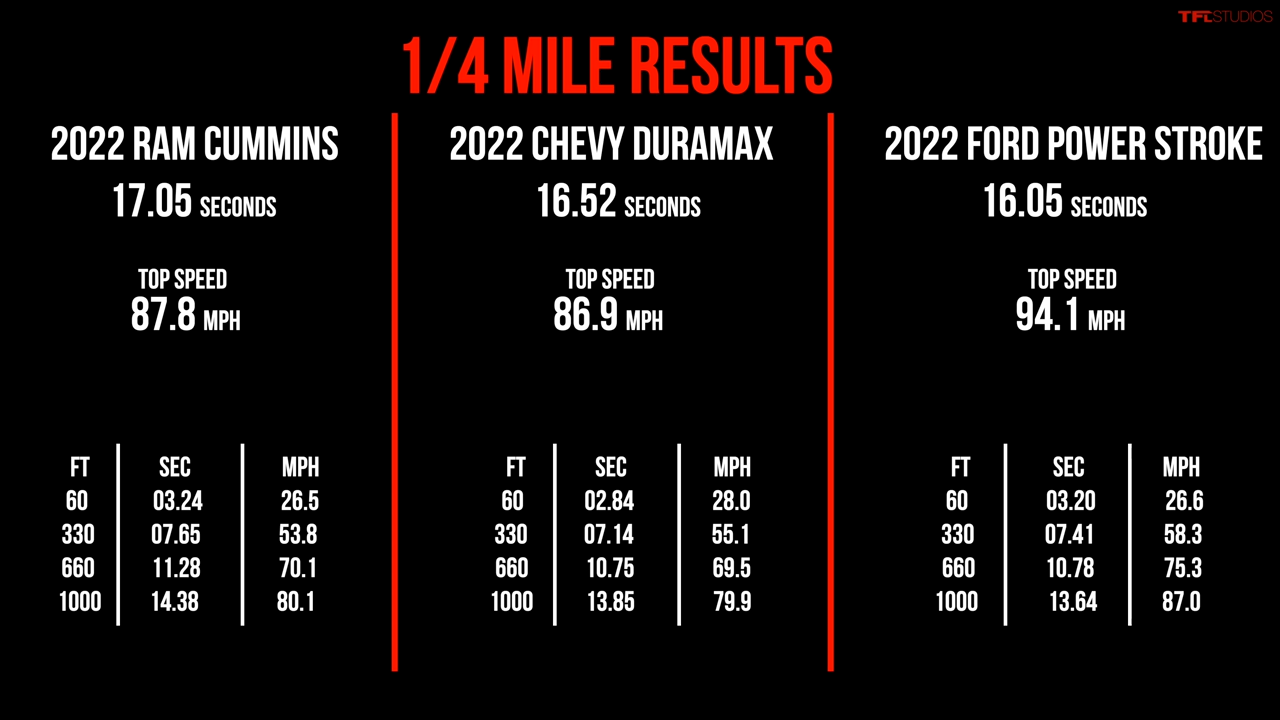 TFLSTUDIOS
1/4 MILE RESULTS
2022 RAM CUMMINS
17.05 SECONDS
TOP SPEED
87.8 MPH
FT SEC MPH
60 03.24 26.5
330 07.65 53.8
660 11.28 70.1
1000 14.38 80.1
2022 CHEVY DURAMAX
16.52 SECONDS
TOP SPEED
86.9 MPH
FT SEC MPH
60 02.84 28.0
330 07.14 55.1
660 10.75 69.5
1000 13.85 79.9
2022 FORD POWER STROKE
16.05 SECONDS
TOP SPEED
94.1 MPH
FT SEC MPH
60 03.20 26.6
330 07.41 58.3
660 10.78 75.3
1000 13.64 87.0